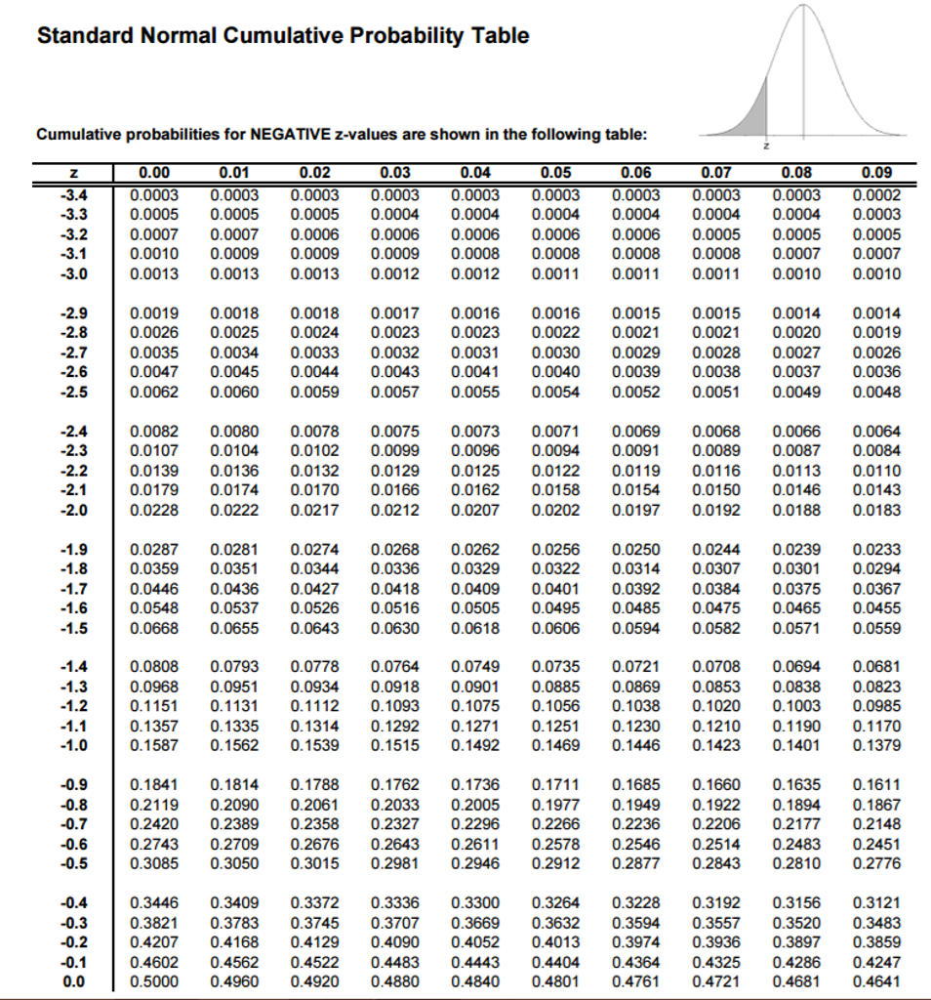 Standard Normal Cumulative Probability Table
Cumulative probabilities for NEGATIVE z-values are shown in the following table:
z
z 0.00 0.01 0.02 0.03 0.04 0.05 0.06 0.07 0.08 0.09
-3.4 0.0003 0.0003 0.0003 0.0003 0.0003 0.0003 0.0003 0.0003 0.0003 0.0002
-3.3 0.0005 0.0005 0.0005 0.0004 0.0004 0.0004 0.0004 0.0004 0.0004 0.0003
-3.2 0.0007 0.0007 0.0006 0.0006 0.0006 0.0006 0.0006 0.0005 0.0005 0.0005
-3.1 0.0010 0.0009 0.0009 0.0009 0.0008 0.0008 0.0008 0.0008 0.0007 0.0007
-3.0 0.0013 0.0013 0.0013 0.0012 0.0012 0.0011 0.0011 0.0011 0.0010 0.0010
-2.9 0.0019 0.0018 0.0018 0.0017 0.0016 0.0016 0.0015 0.0015 0.0014 0.0014
-2.8 0.0026 0.0025 0.0024 0.0023 0.0023 0.0022 0.0021 0.0021 0.0020 0.0019
-2.7 0.0035 0.0034 0.0033 0.0032 0.0031 0.0030 0.0029 0.0028 0.0027 0.0026
-2.6 0.0047 0.0045 0.0044 0.0043 0.0041 0.0040 0.0039 0.0038 0.0037 0.0036
-2.5 0.0062 0.0060 0.0059 0.0057 0.0055 0.0054 0.0052 0.0051 0.0049 0.0048
-2.4 0.0082 0.0080 0.0078 0.0075 0.0073 0.0071 0.0069 0.0068 0.0066 0.0064
-2.3 0.0107 0.0104 0.0102 0.0099 0.0096 0.0094 0.0091 0.0089 0.0087 0.0084
-2.2 0.0139 0.0136 0.0132 0.0129 0.0125 0.0122 0.0119 0.0116 0.0113 0.0110
-2.1 0.0179 0.0174 0.0170 0.0166 0.0162 0.0158 0.0154 0.0150 0.0146 0.0143
-2.0 0.0228 0.0222 0.0217 0.0212 0.0207 0.0202 0.0197 0.0192 0.0188 0.0183
-1.9 0.0287 0.0281 0.0274 0.0268 0.0262 0.0256 0.0250 0.0244 0.0239 0.0233
-1.8 0.0359 0.0351 0.0344 0.0336 0.0329 0.0322 0.0314 0.0307 0.0301 0.0294
-1.7 0.0446 0.0436 0.0427 0.0418 0.0409 0.0401 0.0392 0.0384 0.0375 0.0367
-1.6 0.0548 0.0537 0.0526 0.0516 0.0505 0.0495 0.0485 0.0475 0.0465 0.0455
-1.5 0.0668 0.0655 0.0643 0.0630 0.0618 0.0606 0.0594 0.0582 0.0571 0.0559
-1.4 0.0808 0.0793 0.0778 0.0764 0.0749 0.0735 0.0721 0.0708 0.0694 0.0681
-1.3 0.0968 0.0951 0.0934 0.0918 0.0901 0.0885 0.0869 0.0853 0.0838 0.0823
-1.2 0.1151 0.1131 0.1112 0.1093 0.1075 0.1056 0.1038 0.1020 0.1003 0.0985
-1.1 0.1357 0.1335 0.1314 0.1292 0.1271 0.1251 0.1230 0.1210 0.1190 0.1170
-1.0 0.1587 0.1562 0.1539 0.1515 0.1492 0.1469 0.1446 0.1423 0.1401 0.1379
-0.9 0.1841 0.1814 0.1788 0.1762 0.1736 0.1711 0.1685 0.1660 0.1635 0.1611
-0.8 0.2119 0.2090 0.2061 0.2033 0.2005 0.1977 0.1949 0.1922 0.1894 0.1867
-0.7 0.2420 0.2389 0.2358 0.2327 0.2296 0.2266 0.2236 0.2206 0.2177 0.2148
-0.6 0.2743 0.2709 0.2676 0.2643 0.2611 0.2578 0.2546 0.2514 0.2483 0.2451
-0.5 0.3085 0.3050 0.3015 0.2981 0.2946 0.2912 0.2877 0.2843 0.2810 0.2776
-0.4 0.3446 0.3409 0.3372 0.3336 0.3300 0.3264 0.3228 0.3192 0.3156 0.3121
-0.3 0.3821 0.3783 0.3745 0.3707 0.3669 0.3632 0.3594 0.3557 0.3520 0.3483
-0.2 0.4207 0.4168 0.4129 0.4090 0.4052 0.4013 0.3974 0.3936 0.3897 0.3859
-0.1 0.4602 0.4562 0.4522 0.4483 0.4443 0.4404 0.4364 0.4325 0.4286 0.4247
0.0 0.5000 0.4960 0.4920 0.4880 0.4840 0.4801 0.4761 0.4721 0.4681 0.4641